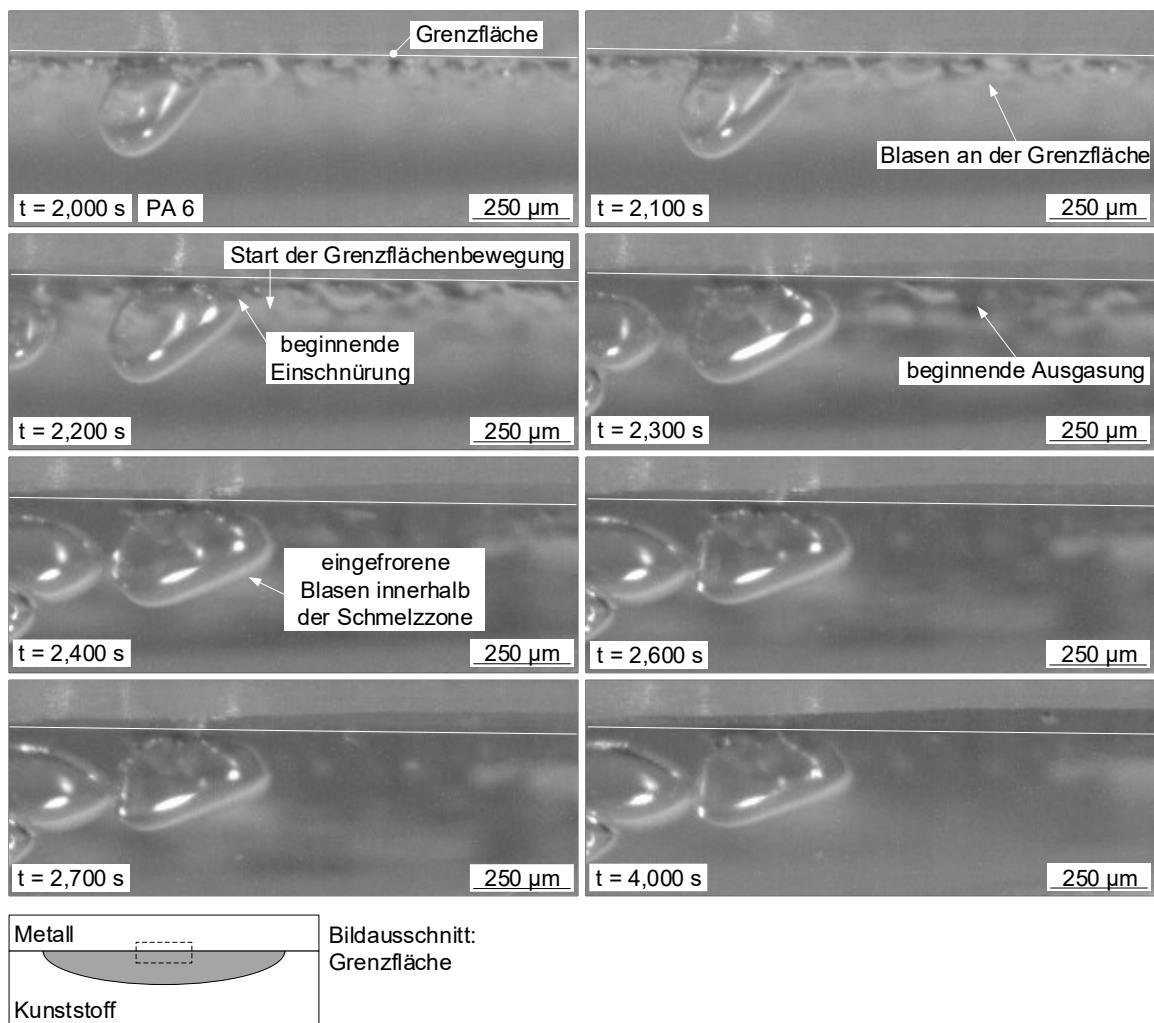 Grenzfläche
t = 2,000 s
PA 6
250 µm
Blasen an der Grenzfläche
t = 2,100 s
250 µm
Start der Grenzflächenbewegung
beginnende
Einschnürung
t = 2,200 s
250 µm
beginnende Ausgasung
t = 2,300 s
250 µm
eingefrorene
Blasen innerhalb
der Schmelzzone
t = 2,400 s
250 µm
t = 2,600 s
250 µm
t = 2,700 s
250 µm
t = 4,000 s
250 µm
Metall
Kunststoff
Bildausschnitt:
Grenzfläche